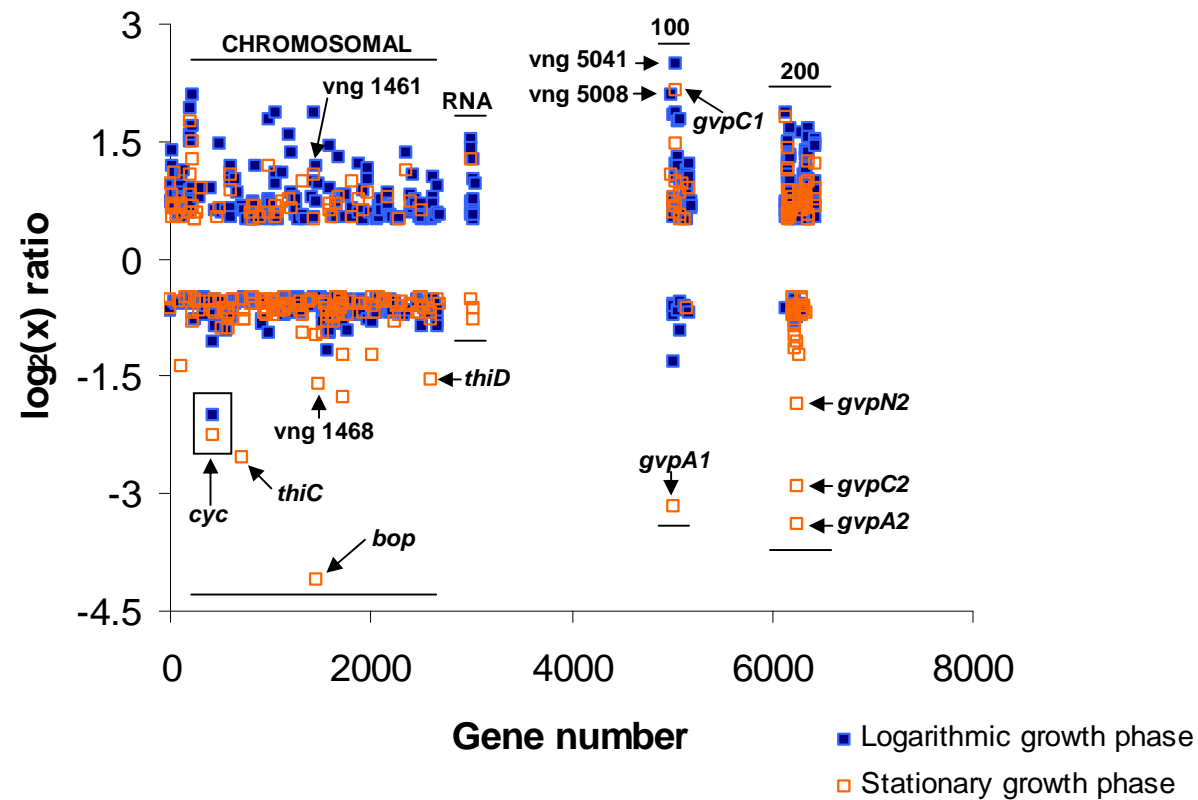 3
1.5
0
-1.5
-3
-4.5
log2(x) ratio
CHROMOSOMAL
vng 1461
RNA
100
vng 5041
vng 5008
gvpC1
200
thiD
vng 1468
cyc
thiC
bop
gvpA1
gvpN2
gvpC2
gvpA2
0 2000 4000 6000 8000
Gene number
Logarithmic growth phase
Stationary growth phase